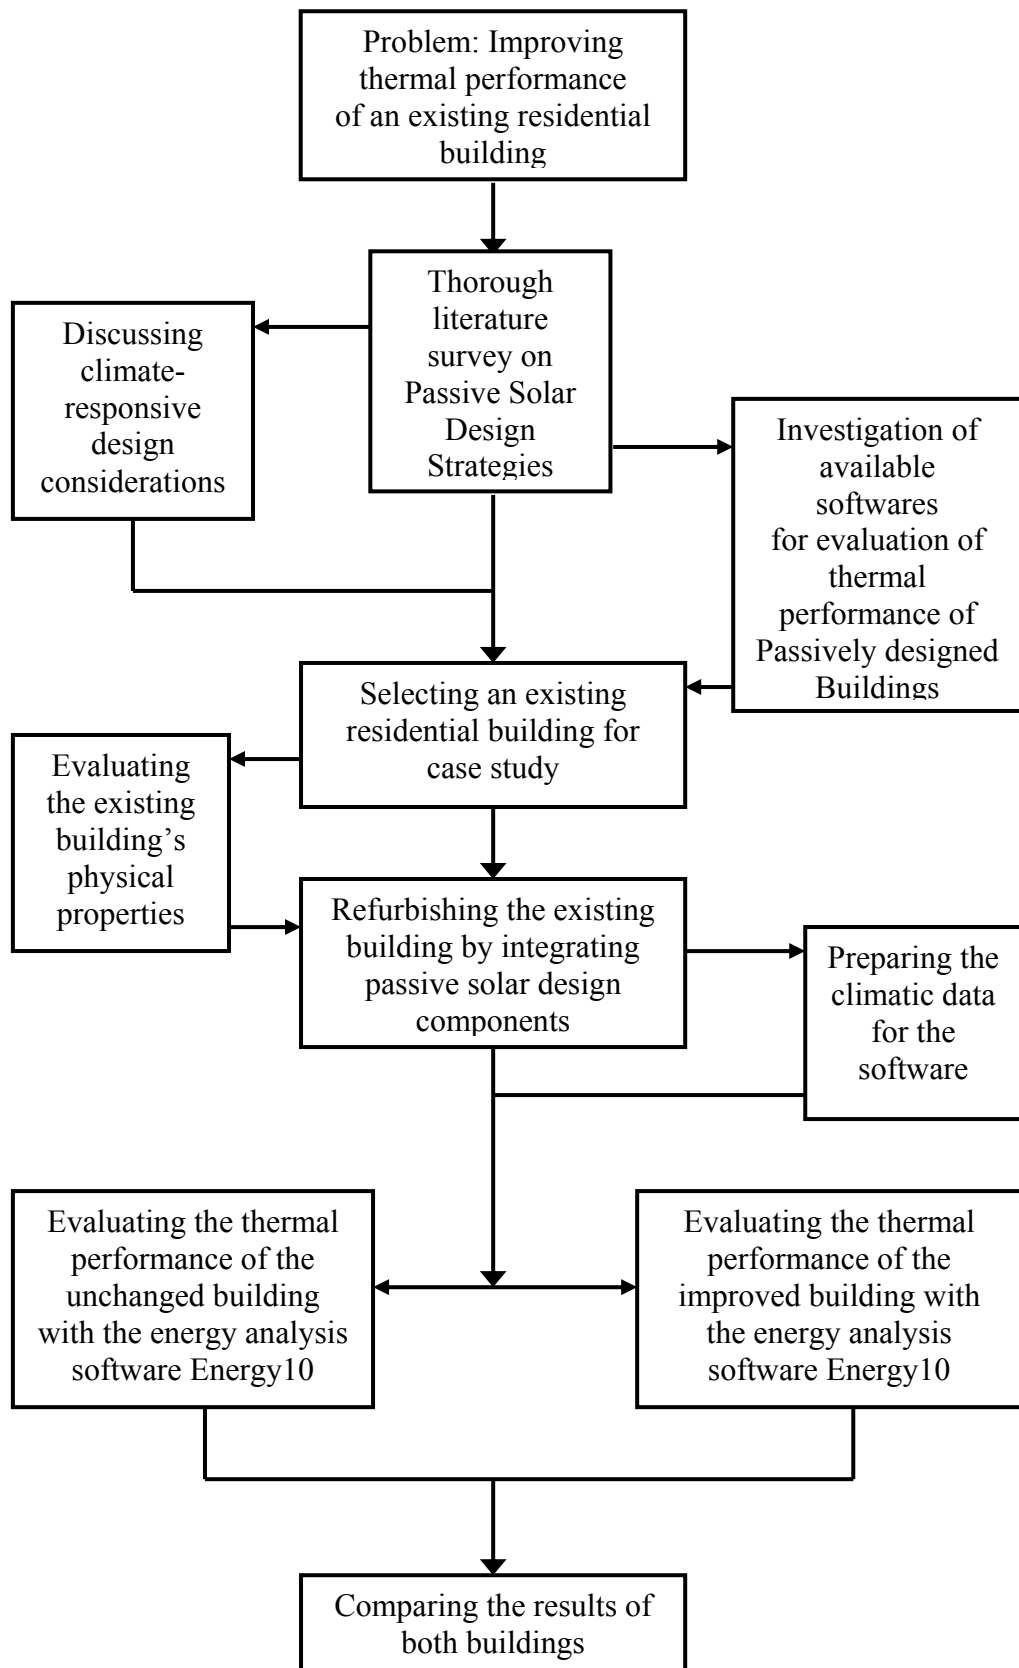 Problem: Improving
thermal performance
of an existing residential
building
Thorough
literature
survey on
Passive Solar
Design
Strategies
Discussing
climate-
responsive
design
considerations
Investigation of
available
softwares
for evaluation of
thermal
performance of
Passively designed
Buildings
Selecting an existing
residential building for
case study
Evaluating
the existing
building’s
physical
properties
Refurbishing the existing
building by integrating
passive solar design
components
Preparing the
climatic data
for the
software
Evaluating the thermal
performance of the
unchanged building
with the energy analysis
software Energy10
Evaluating the thermal
performance of the
improved building with
the energy analysis
software Energy10
Comparing the results of
both buildings